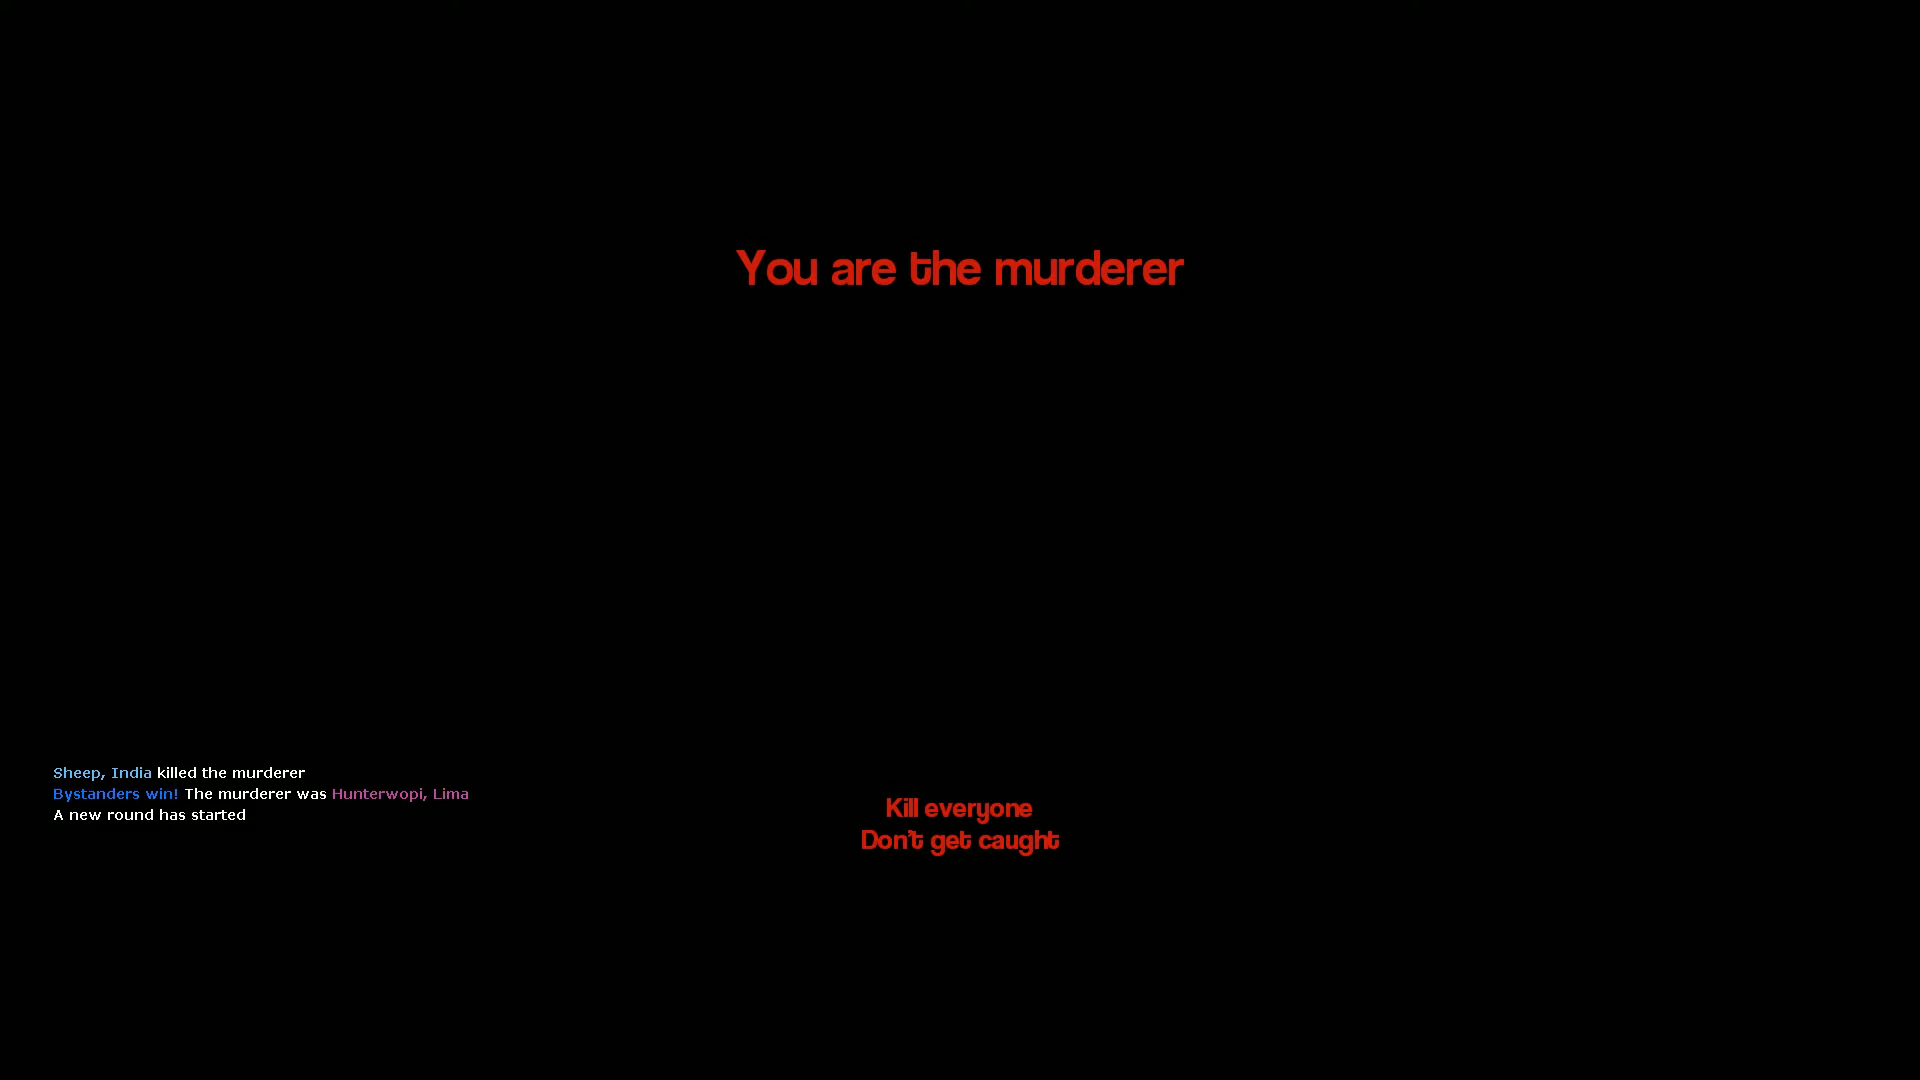 You are the murderer
Sheep, India killed the murderer
Bystanders win! The murderer was Hunterwopi, Lima
A new round has started
Kill everyone
Don't get caught